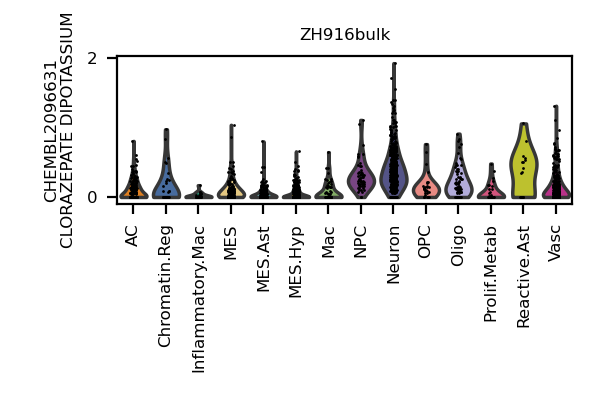 ZH916bulk
CHEMBL2096631
CLORAZEPATE DIPOTASSIUM
2
0
AC
Chromatin.Reg
Inflammatory.Mac
MES
MES.Ast
MES.Hyp
Mac
NPC
Neuron
OPC
Oligo
Prolif.Metab
Reactive.Ast
Vasc